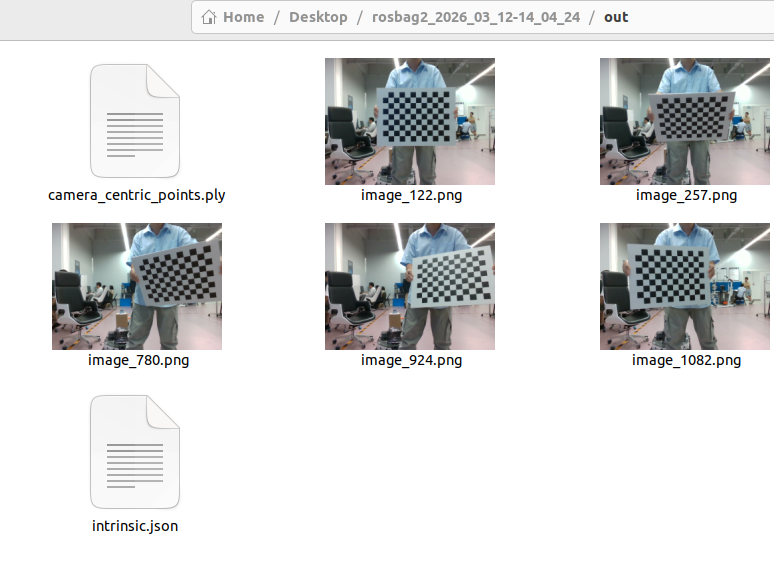 Home / Desktop / rosbag2_2026_03_12-14_04_24 / out
camera_centric_points.ply
image_122.png
image_257.png
image_780.png
image_924.png
image_1082.png
intrinsic.json